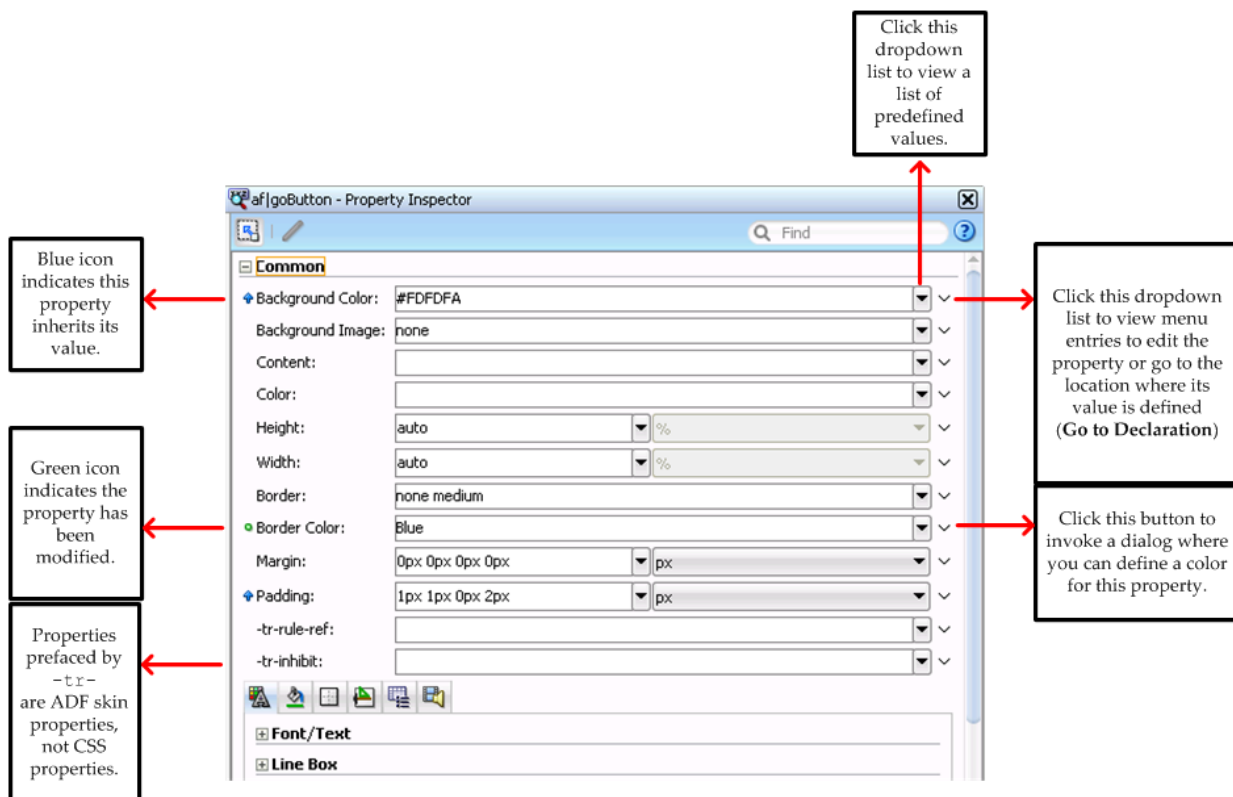 Click this
dropdown
list to view a
list of
predefined
values.
af|goButton - Property Inspector
Find
Common
Blue icon
indicates this
property
inherits its
value.
Background Color: #FDFDFA
Background Image: none
Content:
Color:
Height: auto %
Width: auto %
Border: none medium
Border Color: Blue
Margin: 0px 0px 0px 0px px
Padding: 1px 1px 0px 2px px
-tr-rule-ref:
-tr-inhibit:
Font/Text
Line Box
Click this dropdown
list to view menu
entries to edit the
property or go to the
location where its
value is defined
(Go to Declaration)
Green icon
indicates the
property has
been
modified.
Click this button to
invoke a dialog where
you can define a color
for this property.
Properties
prefaced by
-tr-
are ADF skin
properties,
not CSS
properties.